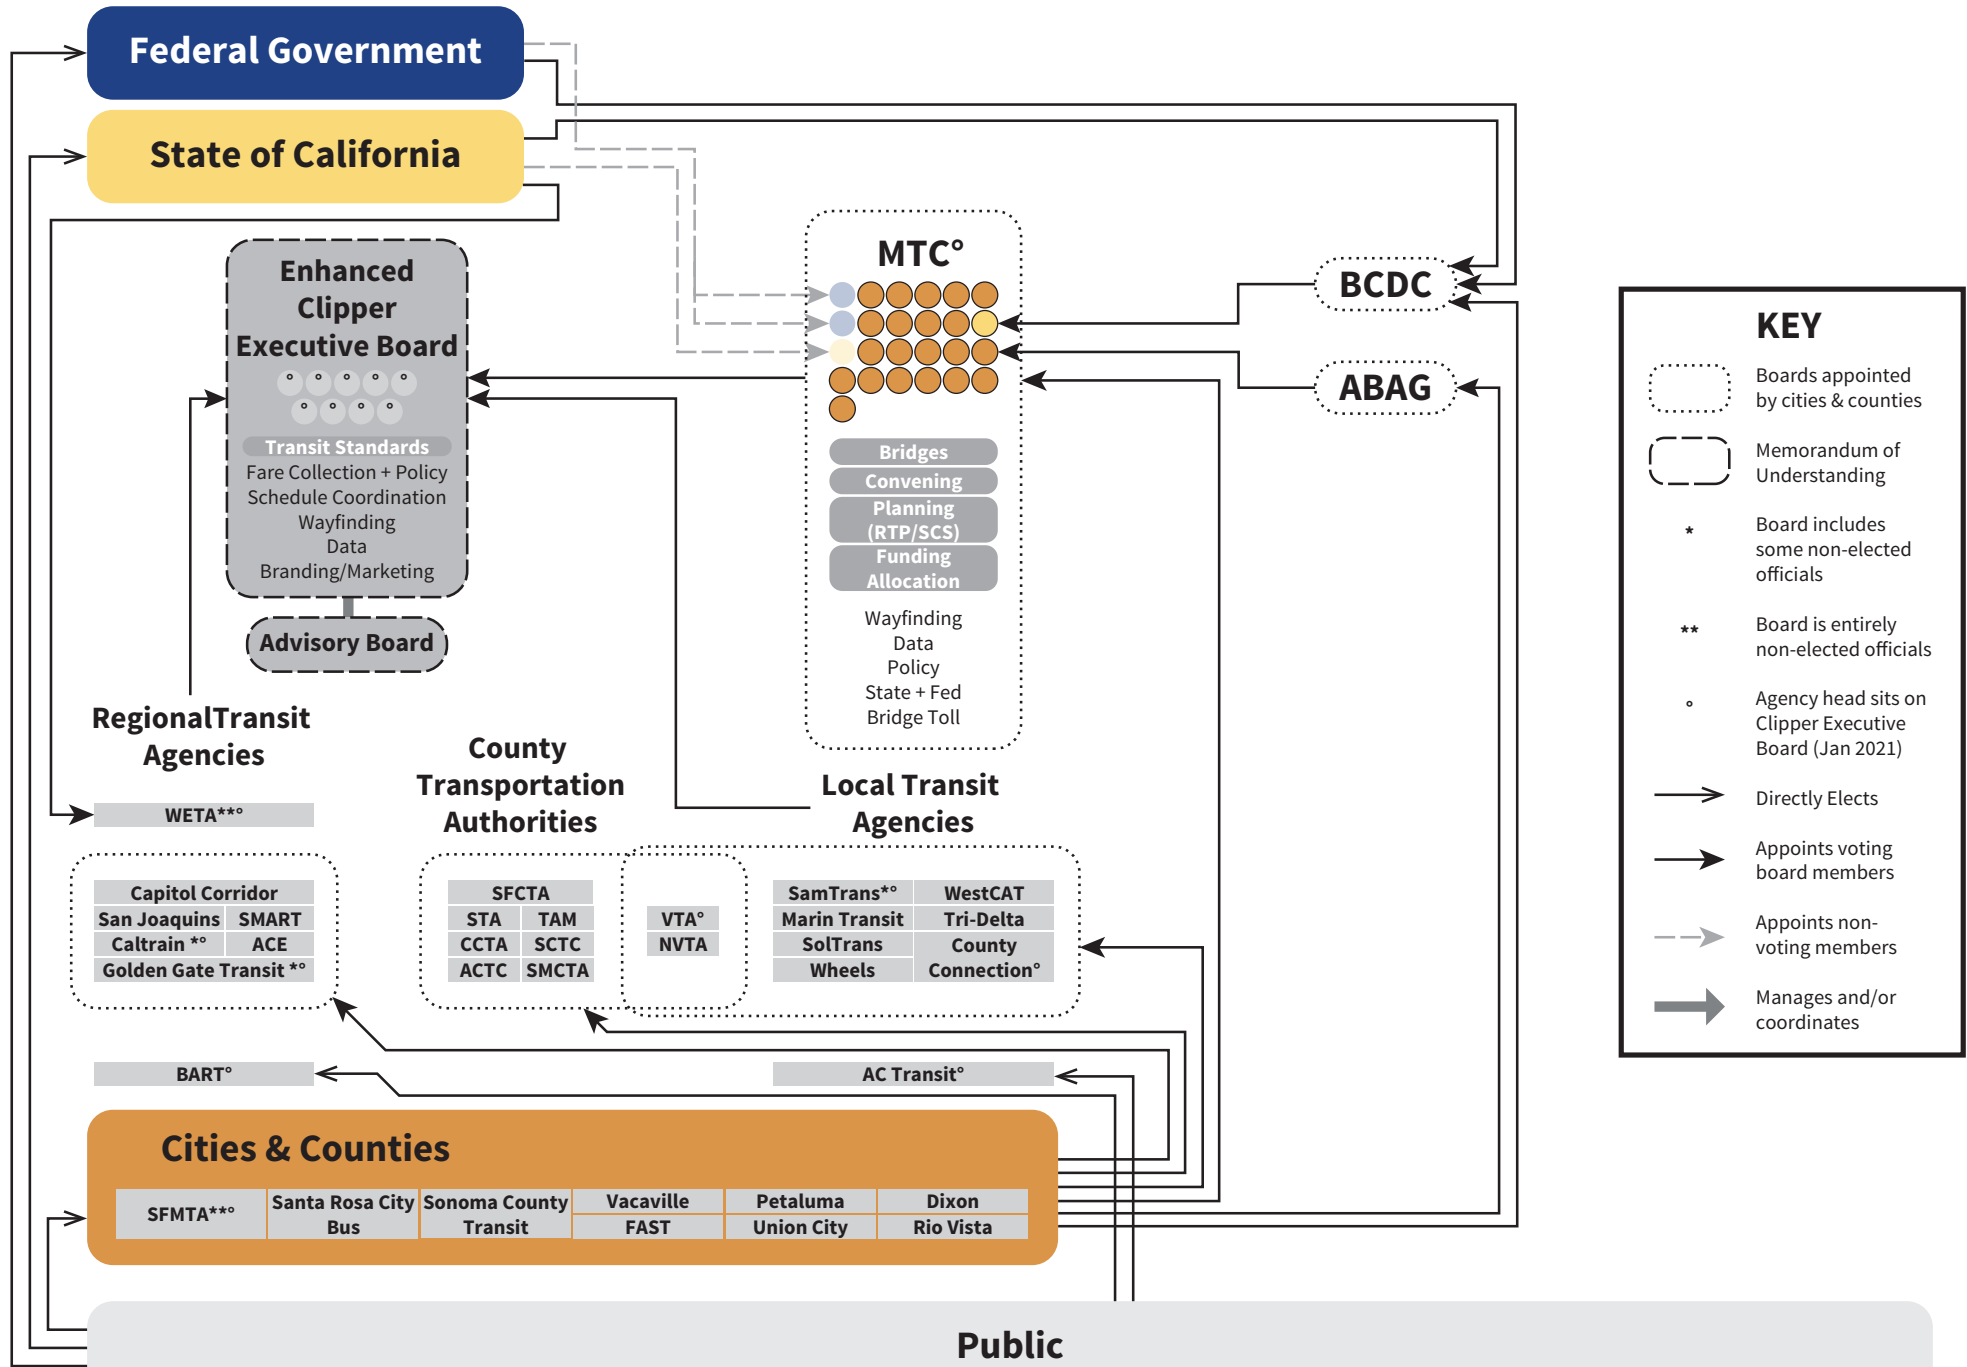 Federal Government
State of California
Enhanced
Clipper
Executive Board
° ° ° ° °
° ° ° °
Transit Standards
Fare Collection + Policy
Schedule Coordination
Wayfinding
Data
Branding/Marketing
Advisory Board
MTC°
Bridges
Convening
Planning
(RTP/SCS)
Funding
Allocation
Wayfinding
Data
Policy
State + Fed
Bridge Toll
BCDC
ABAG
KEY
Boards appointed
by cities & counties
Memorandum of
Understanding
*
Board includes
some non-elected
officials
**
Board is entirely
non-elected officials
°
Agency head sits on
Clipper Executive
Board (Jan 2021)
Directly Elects
Appoints voting
board members
Appoints non-
voting members
Manages and/or
coordinates
RegionalTransit
Agencies
WETA**°
Capitol Corridor
San Joaquins SMART
Caltrain *° ACE
Golden Gate Transit *°
BART°
County
Transportation
Authorities
SFCTA
STA TAM
CCTA SCTC
ACTC SMCTA
VTA°
NVTA
Local Transit
Agencies
SamTrans*° WestCAT
Marin Transit Tri-Delta
SolTrans County
Wheels Connection°
AC Transit°
Cities & Counties
SFMTA**°
Santa Rosa City
Bus
Sonoma County
Transit
Vacaville
FAST
Petaluma
Union City
Dixon
Rio Vista
Public